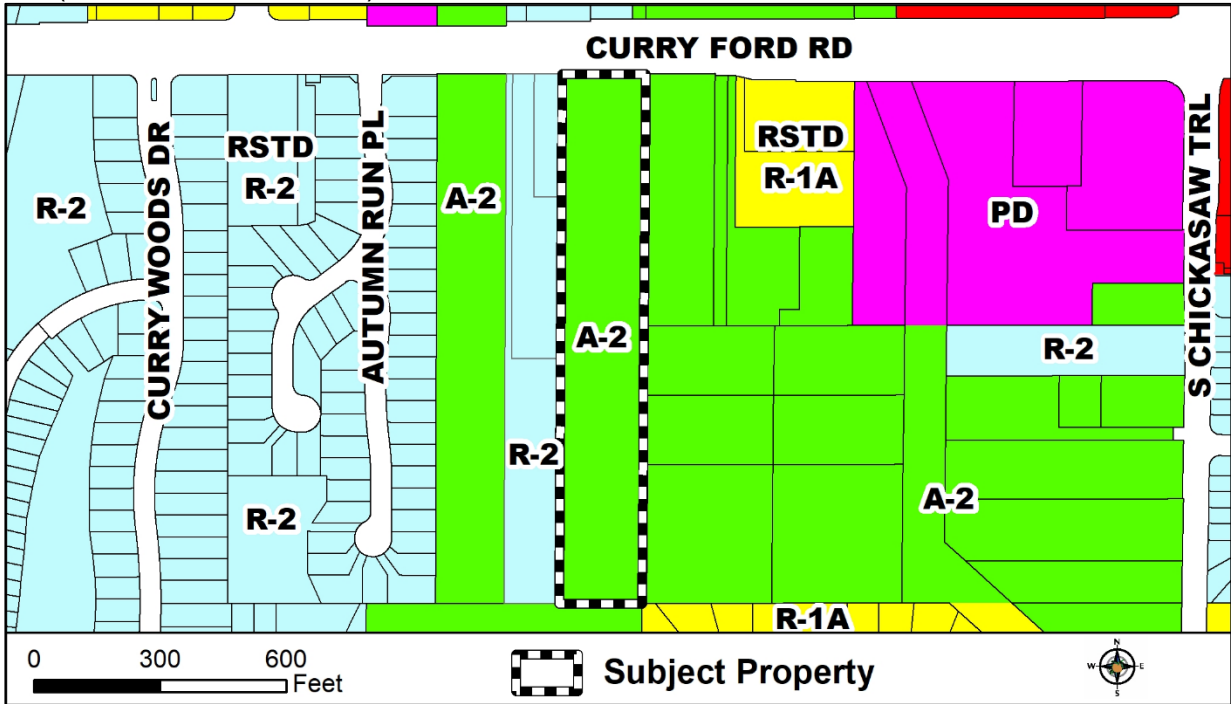 CURRY FORD RD
R-2
CURRY WOODS DR
RSTD
R-2
AUTUMN RUN PL
A-2
RSTD
R-1A
PD
S CHICKASAW TRL
A-2
R-2
R-2
R-2
A-2
R-1A
0 300 600
Feet
Subject Property
N
W E
S